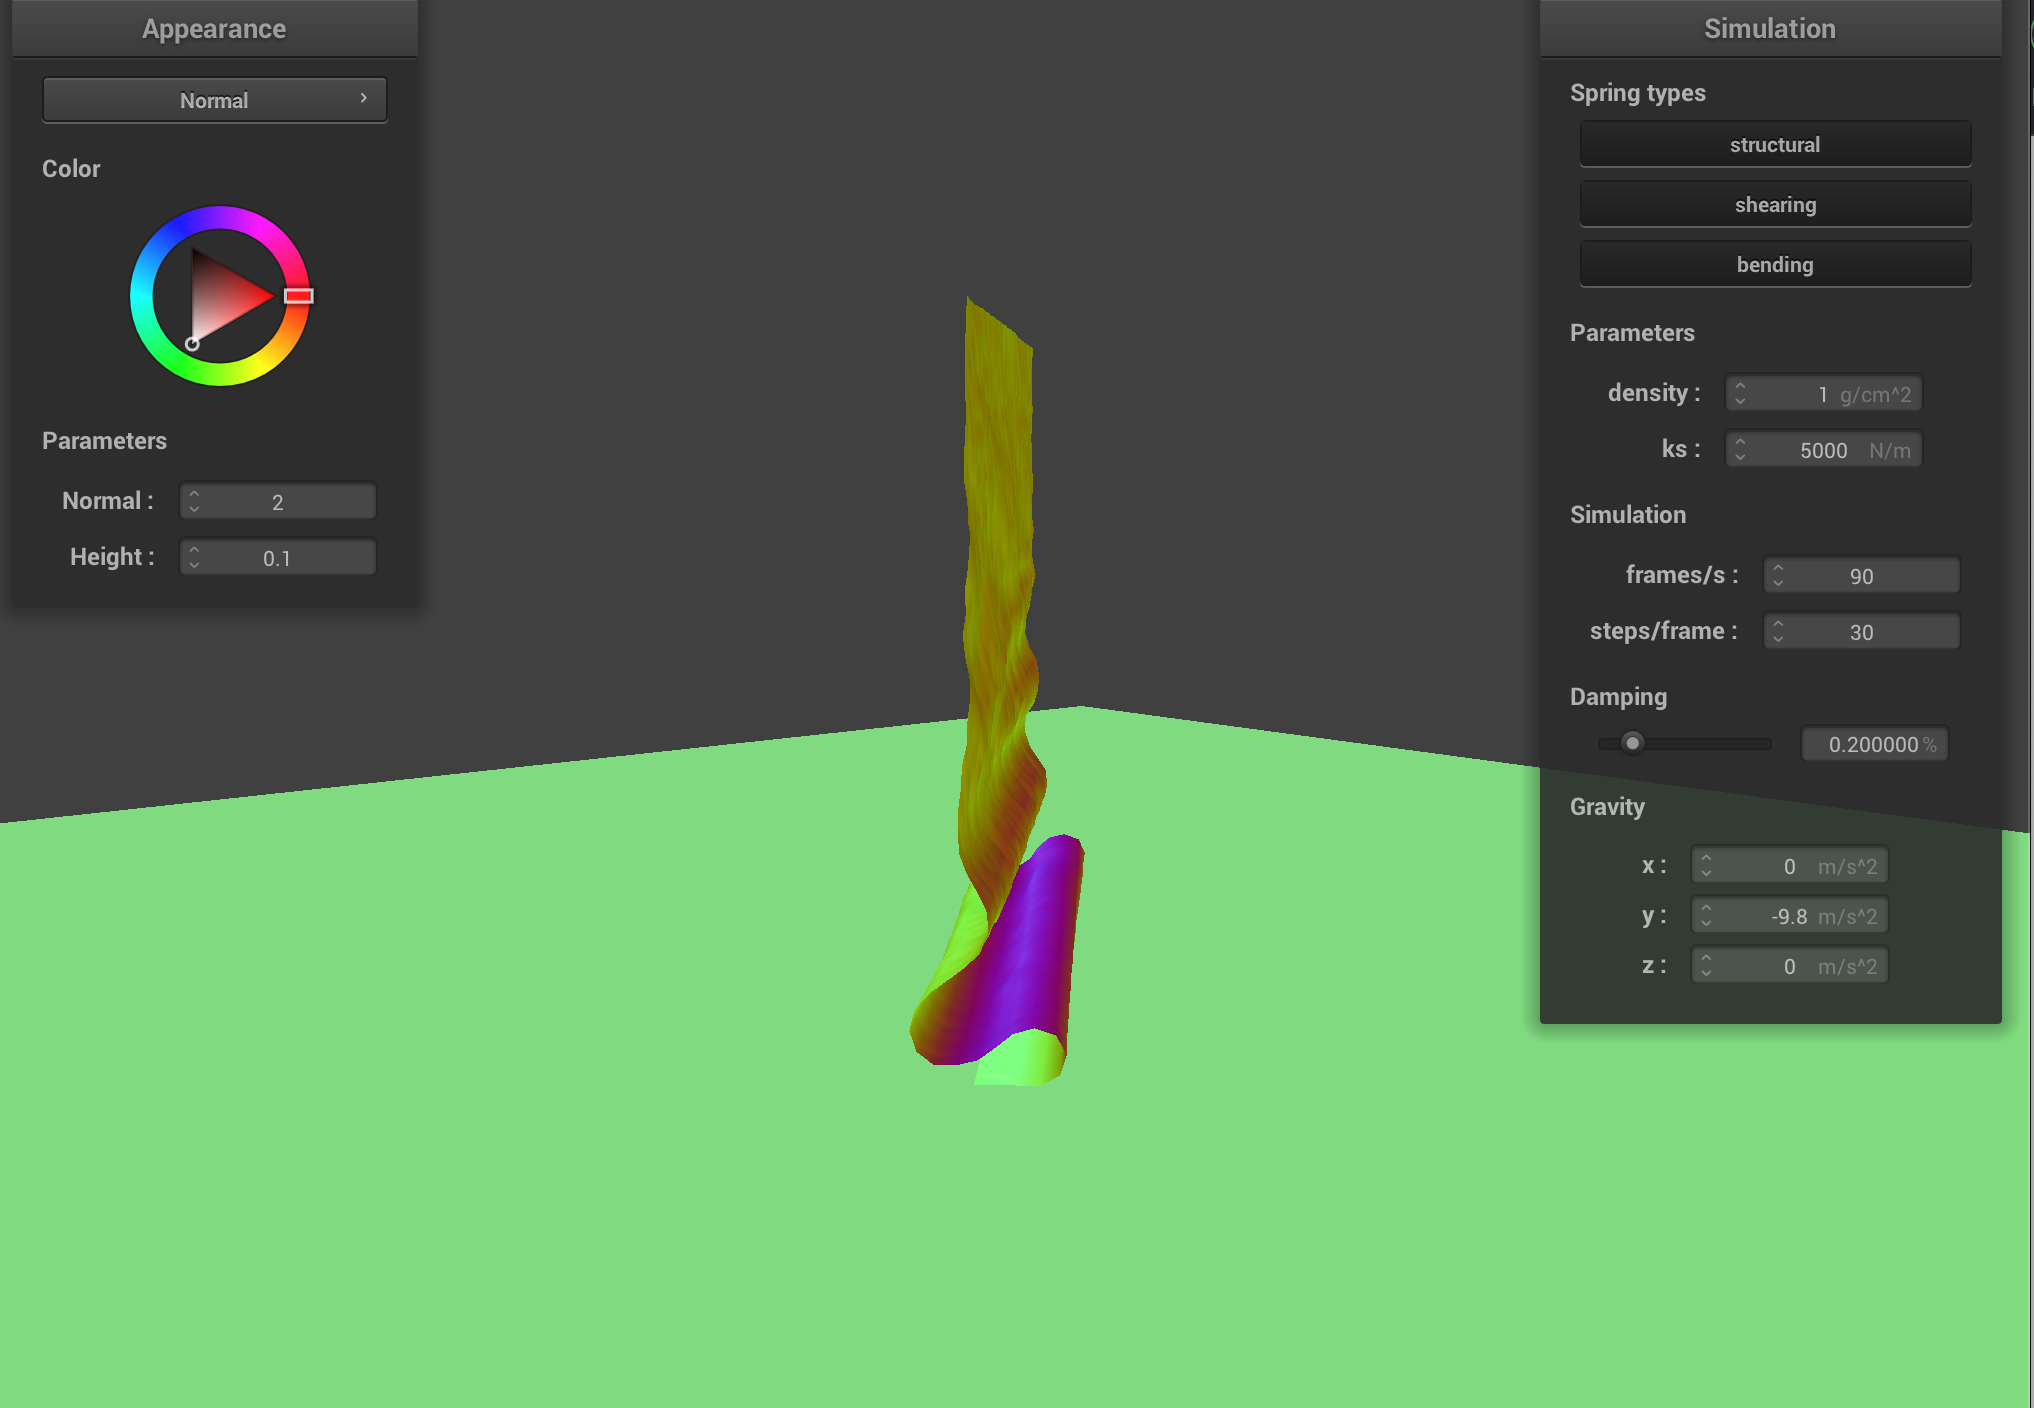 Appearance
Normal
Color
Parameters
Normal : 2
Height : 0.1
Simulation
Spring types
structural
shearing
bending
Parameters
density : 1 g/cm^2
ks : 5000 N/m
Simulation
frames/s : 90
steps/frame : 30
Damping
0.200000 %
Gravity
x : 0 m/s^2
y : -9.8 m/s^2
z : 0 m/s^2